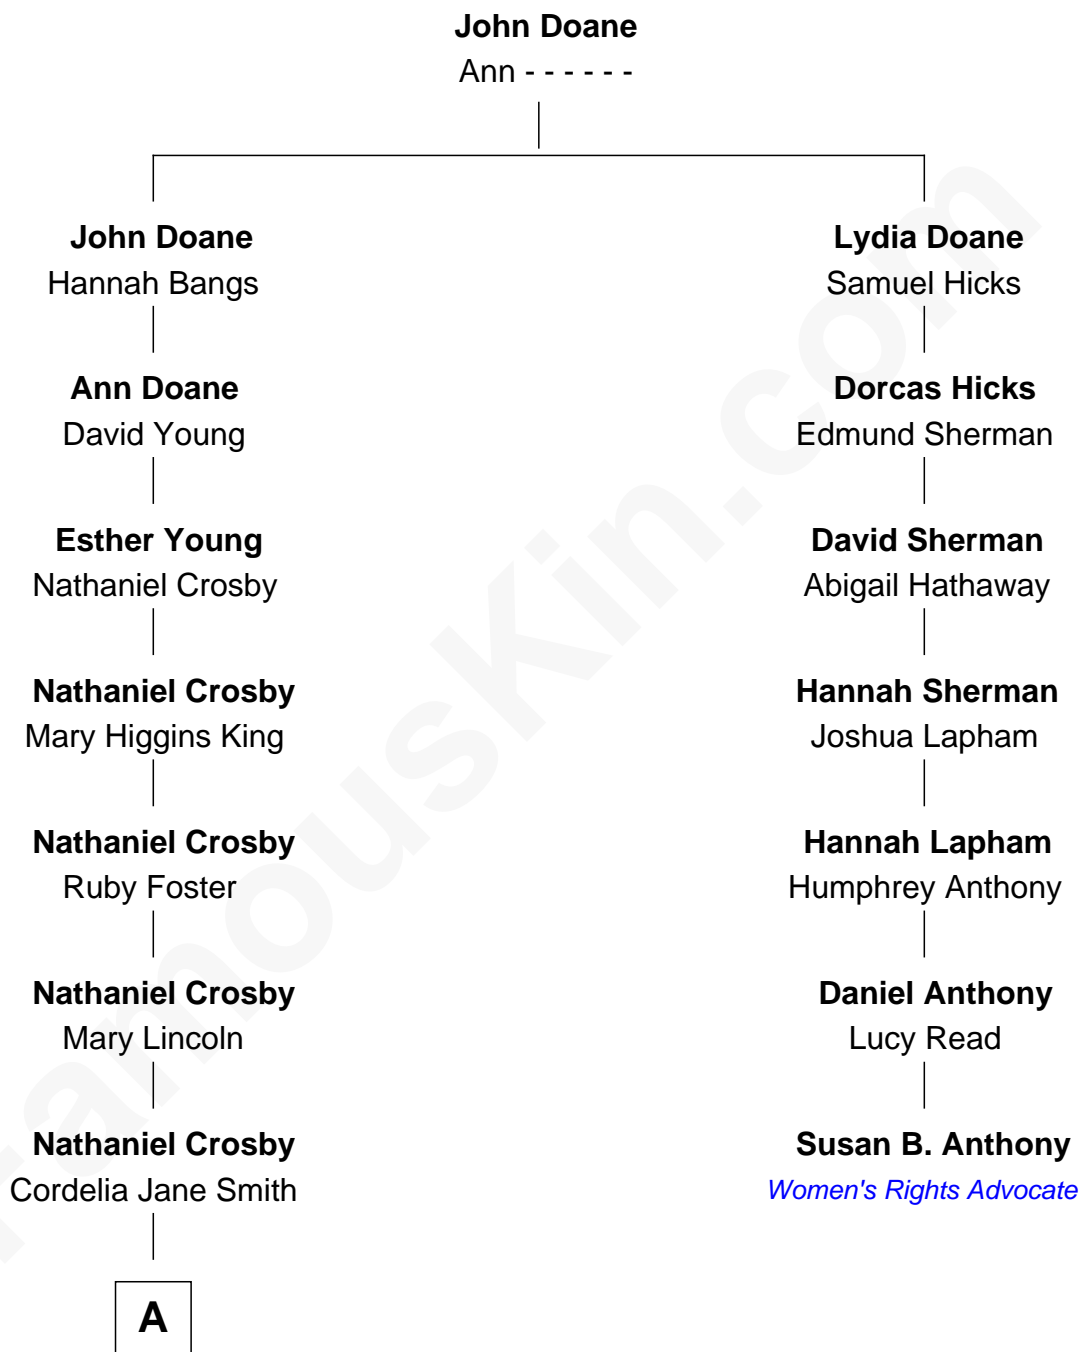 John Doane
Ann - - - - - -
John Doane
Hannah Bangs
Lydia Doane
Samuel Hicks
Ann Doane
David Young
Dorcas Hicks
Edmund Sherman
Esther Young
Nathaniel Crosby
David Sherman
Abigail Hathaway
Nathaniel Crosby
Mary Higgins King
Hannah Sherman
Joshua Lapham
Nathaniel Crosby
Ruby Foster
Hannah Lapham
Humphrey Anthony
Nathaniel Crosby
Mary Lincoln
Daniel Anthony
Lucy Read
Nathaniel Crosby
Cordelia Jane Smith
Susan B. Anthony
Women's Rights Advocate
A
FamousKin.com